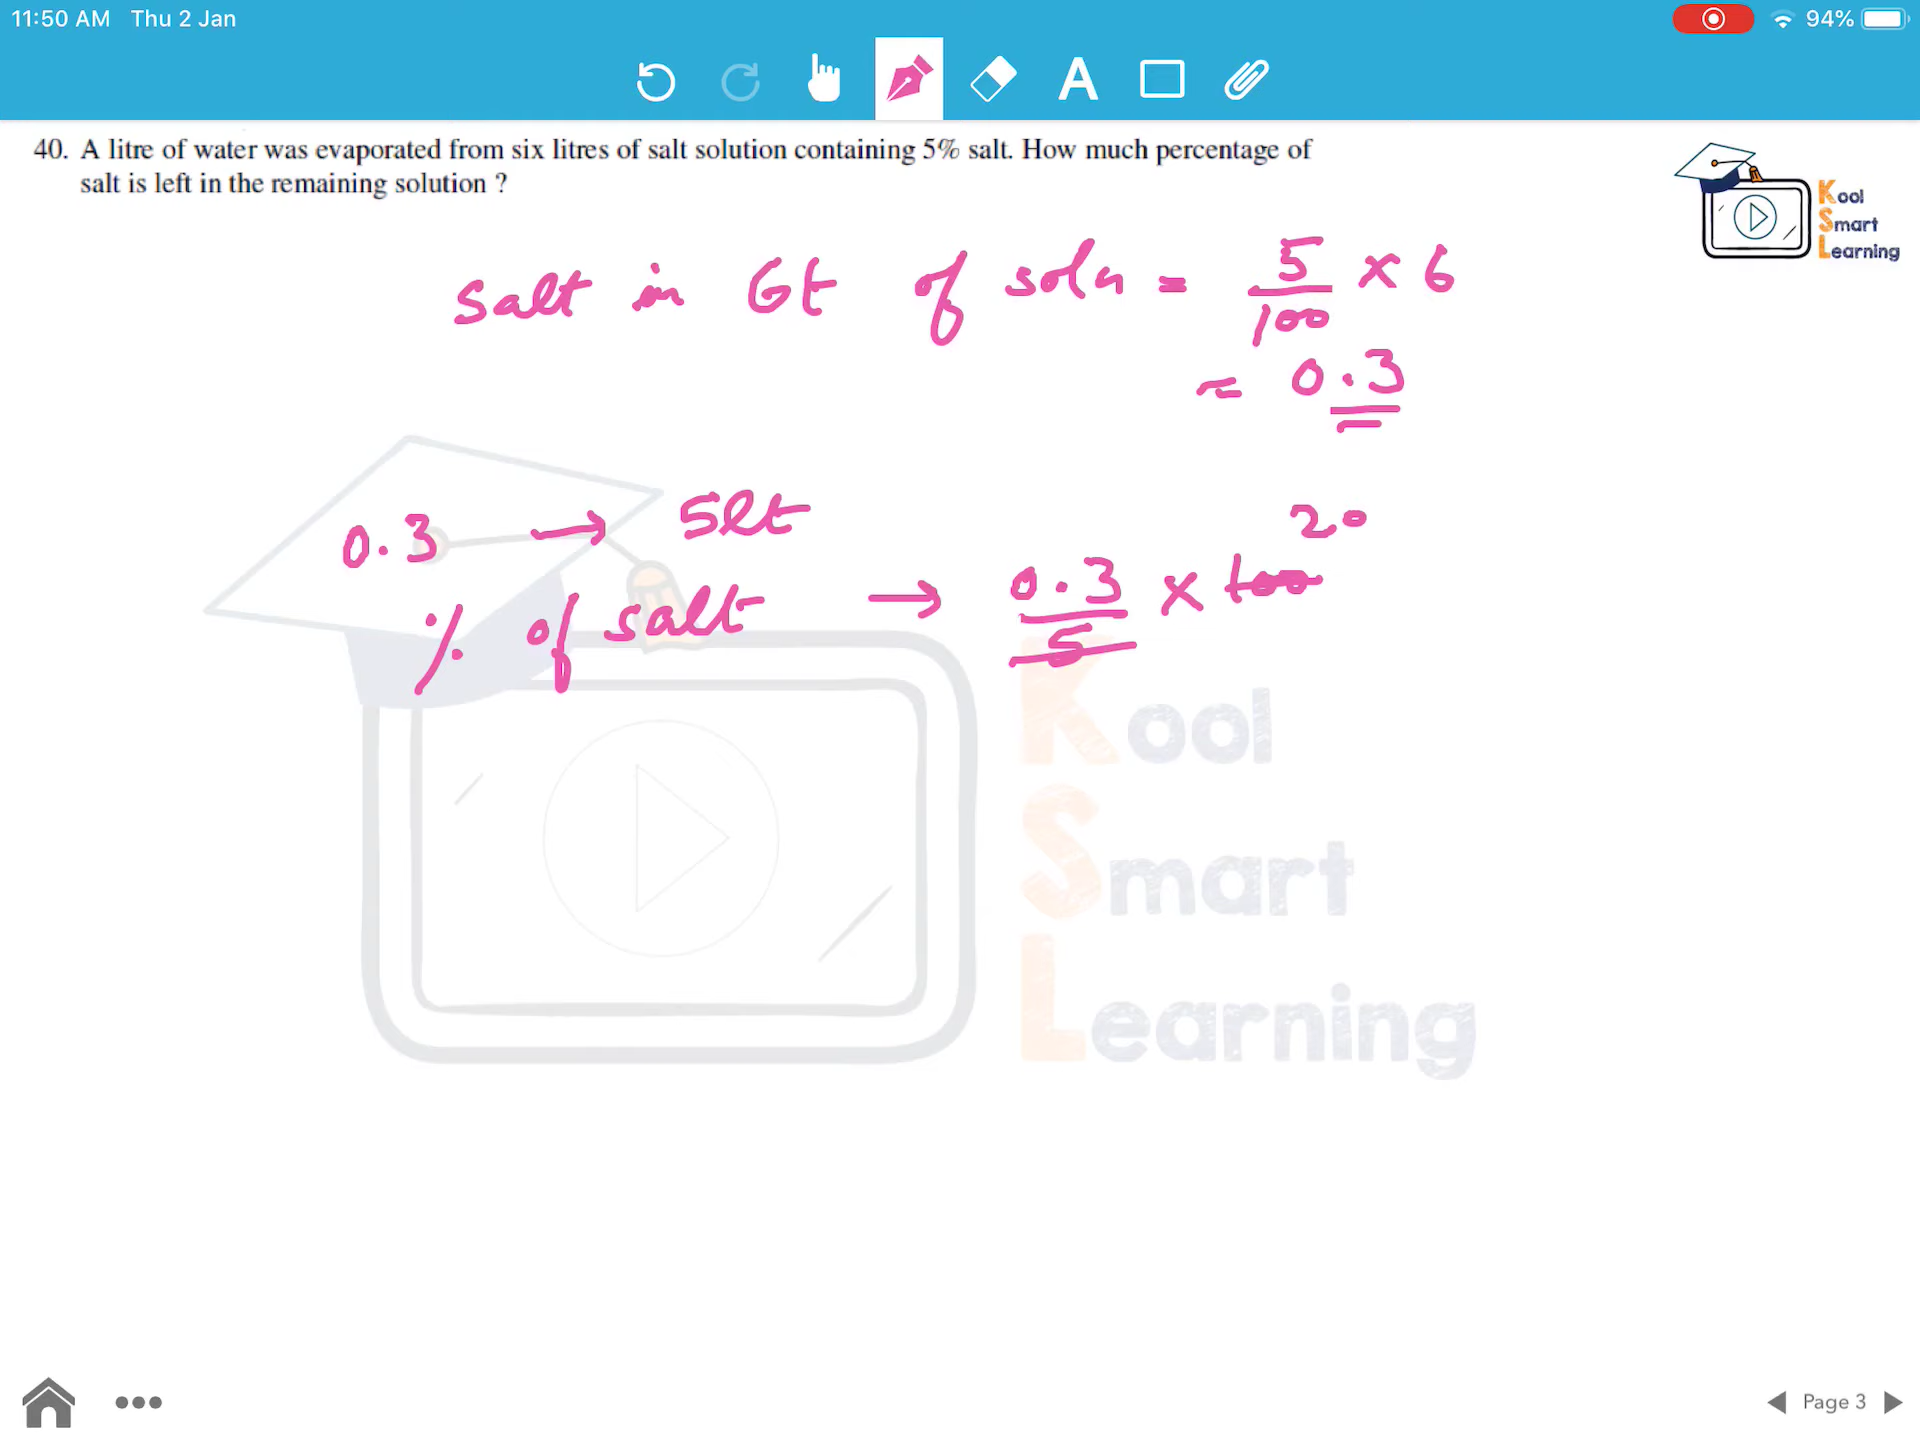 11:50 AM Thu 2 Jan 94%
A
40. A litre of water was evaporated from six litres of salt solution containing 5% salt. How much percentage of
salt is left in the remaining solution ?
Kool
Smart
Learning
salt in 6lt of soln = 5/100 × 6
= 0.3
0.3 → 5lt
20
% of salt → 0.3/5 × 100
Kool
Smart
Learning
Page 3